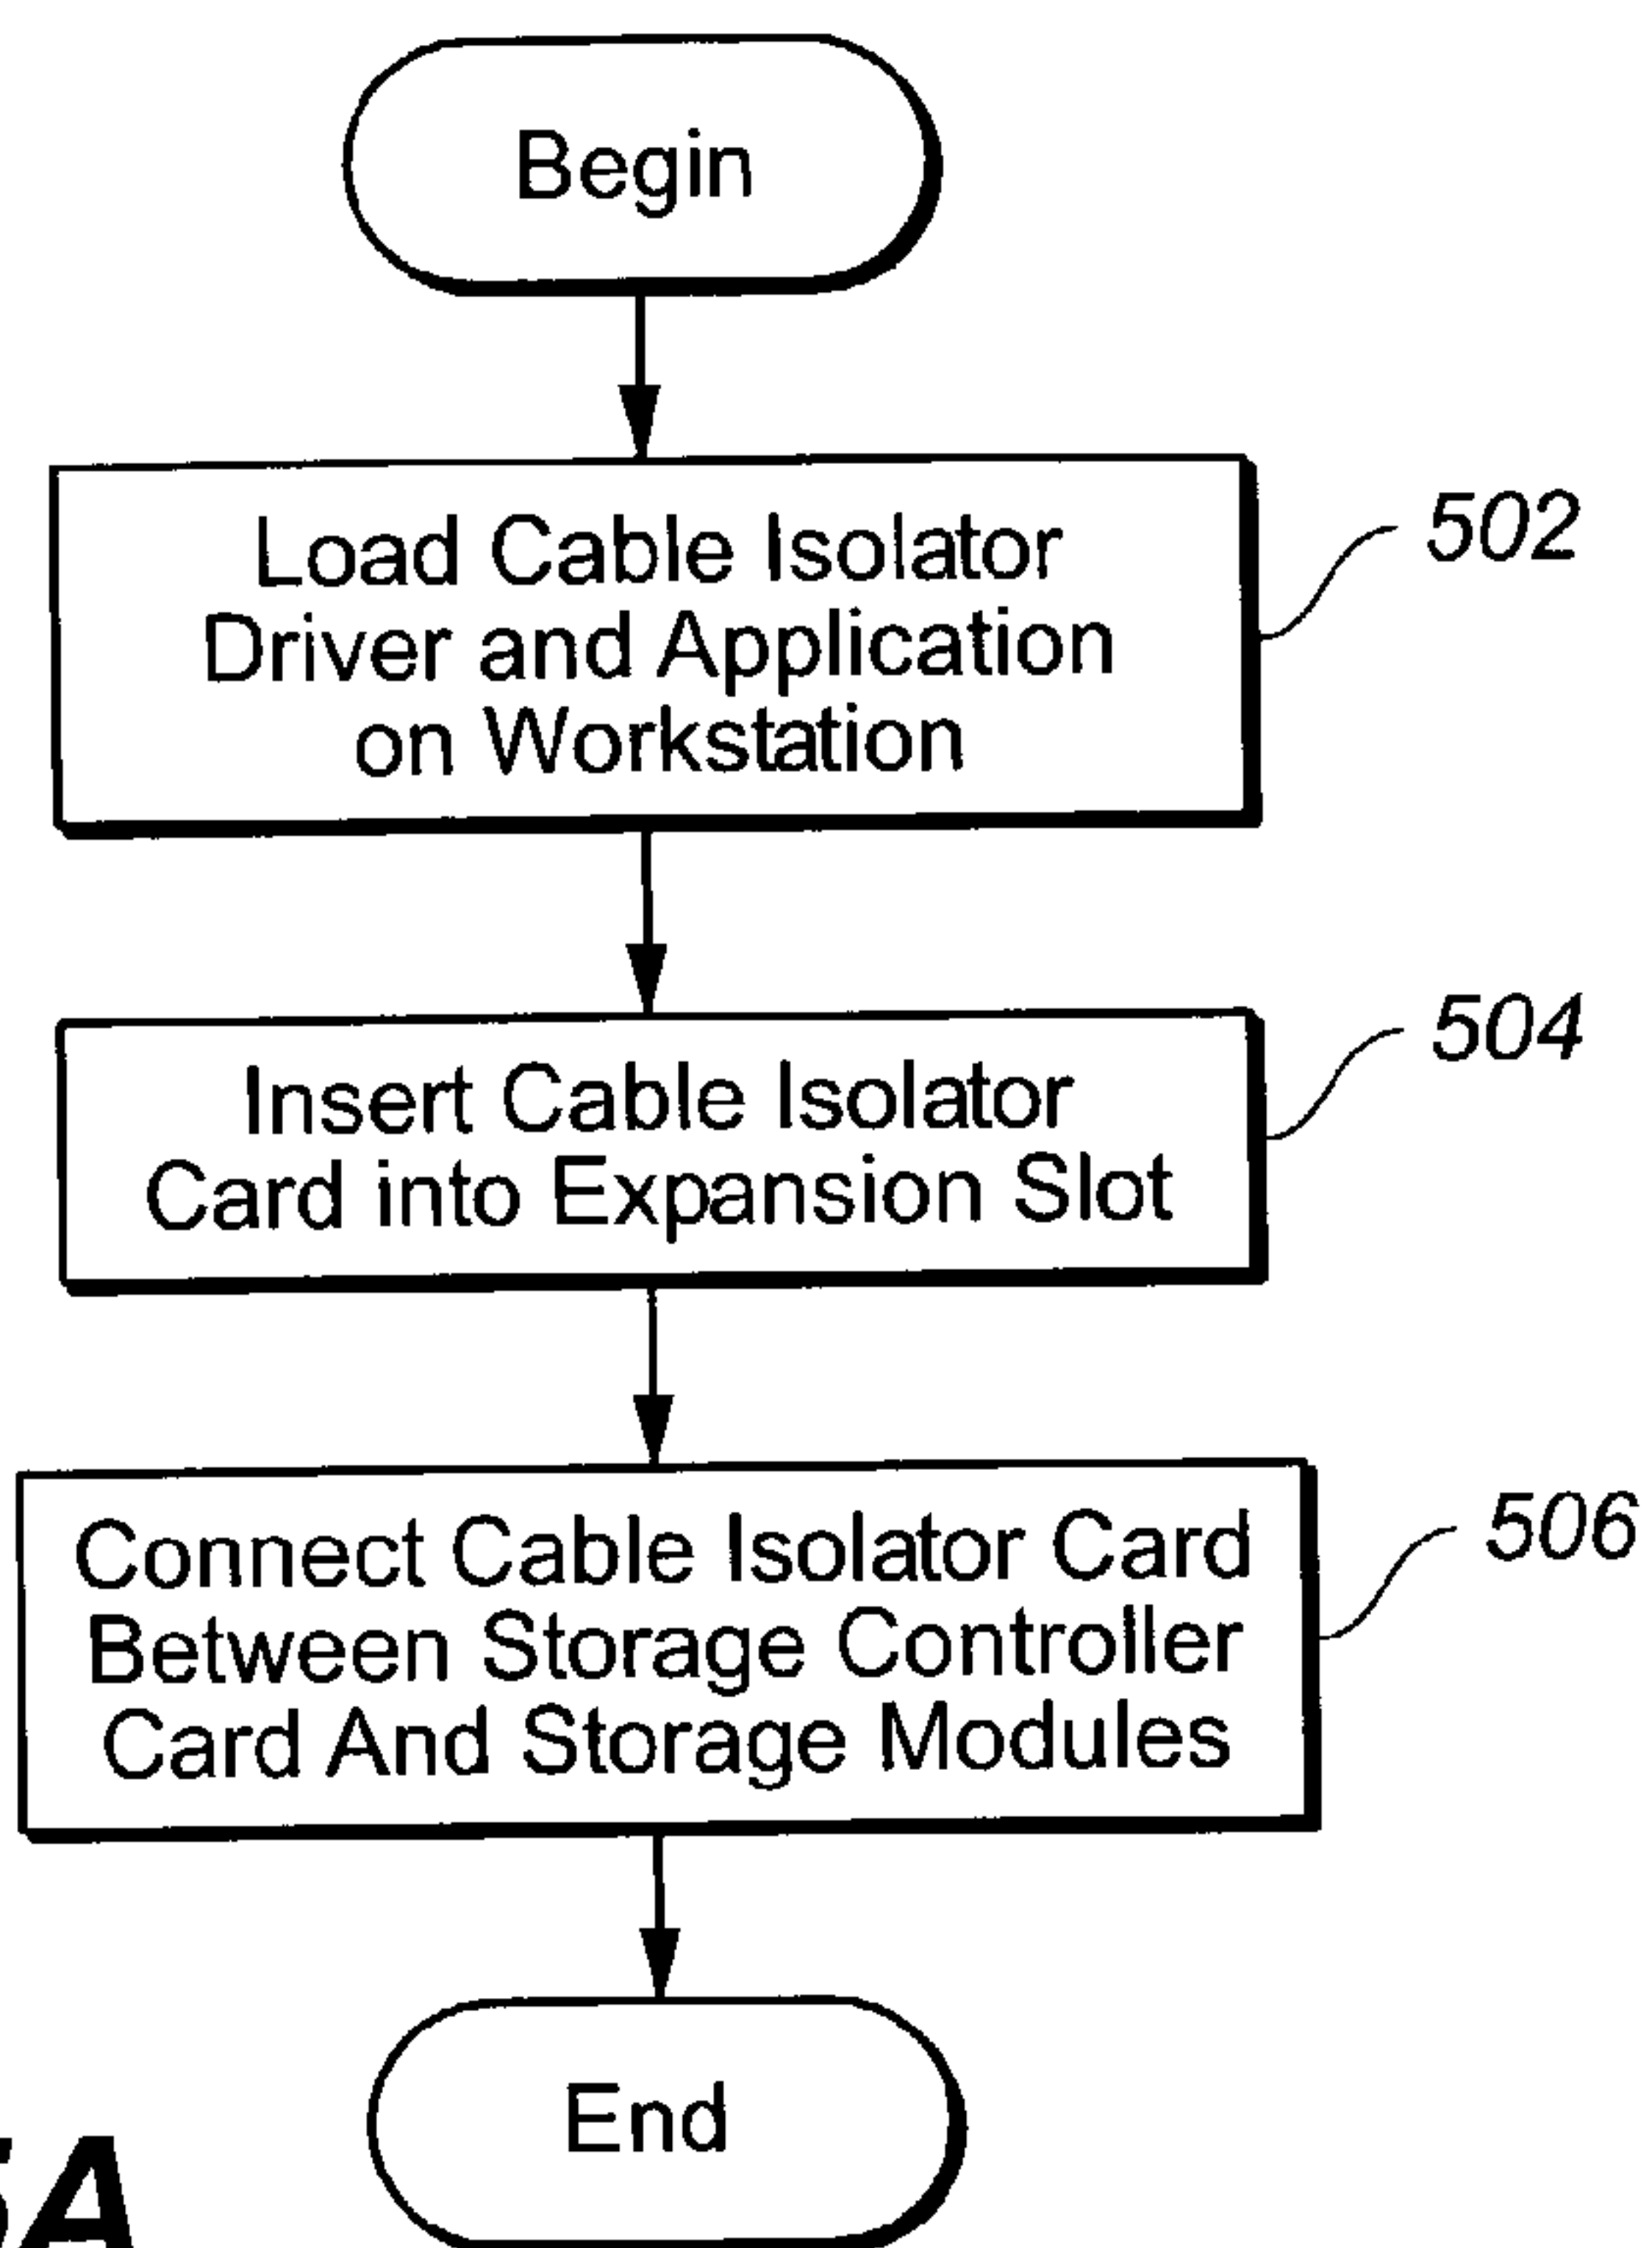 Begin
Load Cable Isolator
Driver and Application
on Workstation
502
Insert Cable Isolator
Card into Expansion Slot
504
Connect Cable Isolator Card
Between Storage Controller
Card And Storage Modules
506
End